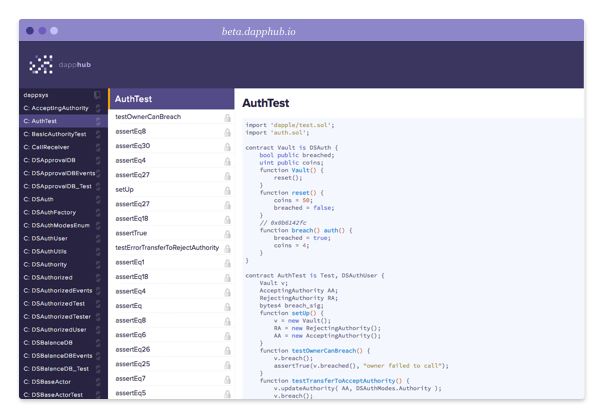 beta.dapphub.io
dapphub
dappsys
C: AcceptingAuthority
C: AuthTest
C: BasicAuthorityTest
C: CallReceiver
C: DSApprovalDB
C: DSApprovalDBEvents
C: DSApprovalDB_Test
C: DSAuth
C: DSAuthFactory
C: DSAuthModesEnum
C: DSAuthUser
C: DSAuthUtils
C: DSAuthority
C: DSAuthorized
C: DSAuthorizedEvents
C: DSAuthorizedTest
C: DSAuthorizedTester
C: DSAuthorizedUser
C: DSBalanceDB
C: DSBalanceDBEvents
C: DSBalanceDB_Test
C: DSBaseActor
C: DSBaseActorTest
AuthTest
testOwnerCanBreach
assertEq8
assertEq30
assertEq4
assertEq27
setUp
assertEq27
assertEq18
assertTrue
testErrorTransferToRejectAuthority
assertEq1
assertEq18
assertEq4
assertEq
assertEq8
assertEq6
assertEq26
assertEq25
assertEq7
assertEq5
AuthTest
import 'dapple/test.sol';
import 'auth.sol';
contract Vault is DSAuth {
bool public breached;
uint public coins;
function Vault() {
reset();
}
function reset() {
coins = 50;
breached = false;
}
// 0x0b6142fc
function breach() auth() {
breached = true;
coins = 4;
}
}
contract AuthTest is Test, DSAuthUser {
Vault v;
AcceptingAuthority AA;
RejectingAuthority RA;
bytes4 breach_sig;
function setUp() {
v = new Vault();
RA = new RejectingAuthority();
AA = new AcceptingAuthority();
}
function testOwnerCanBreach() {
v.breach();
assertTrue(v.breached(), "owner failed to call");
}
function testTransferToAcceptAuthority() {
v.updateAuthority( AA, DSAuthModes.Authority );
v.breach();